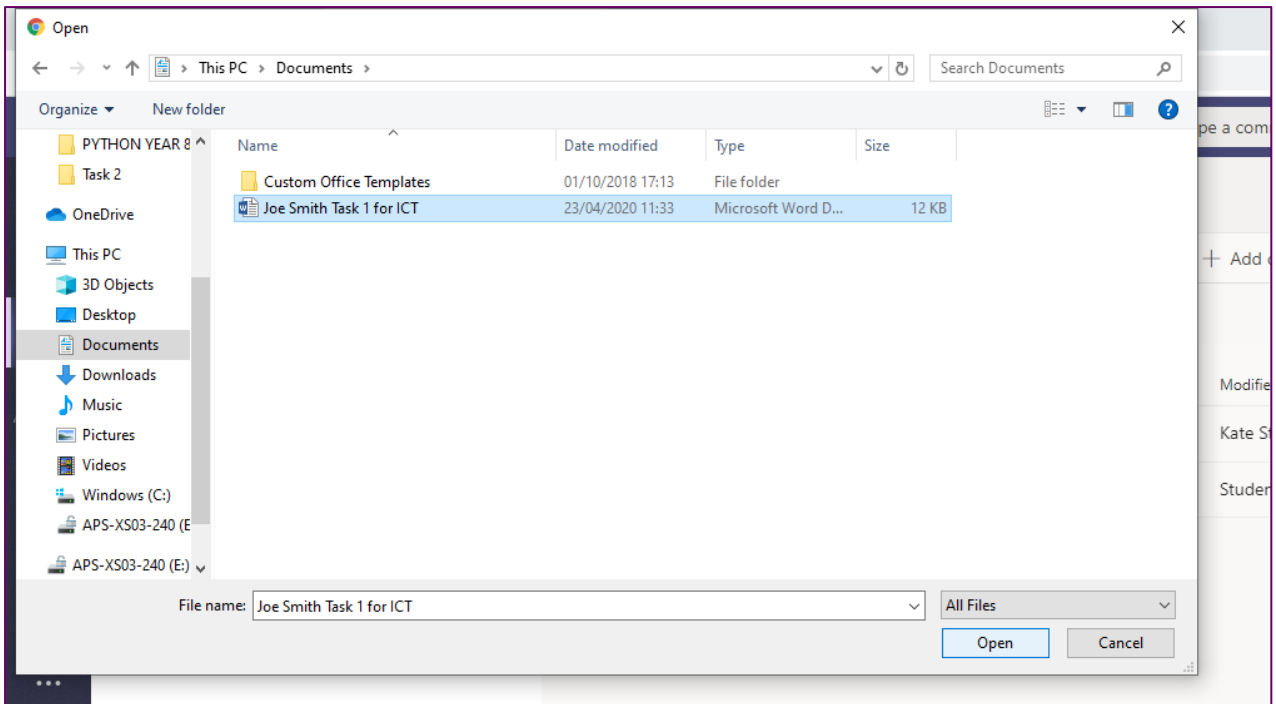 Open
This PC > Documents >
Search Documents
Organize
New folder
pe a com
PYTHON YEAR 8
Task 2
OneDrive
This PC
3D Objects
Desktop
Documents
Downloads
Music
Pictures
Videos
Windows (C:)
APS-XS03-240 (E
APS-XS03-240 (E:)
Name Date modified Type Size
Custom Office Templates 01/10/2018 17:13 File folder
Joe Smith Task 1 for ICT 23/04/2020 11:33 Microsoft Word D... 12 KB
+ Add
Modifie
Kate St
Studen
File name: Joe Smith Task 1 for ICT
All Files
Open
Cancel